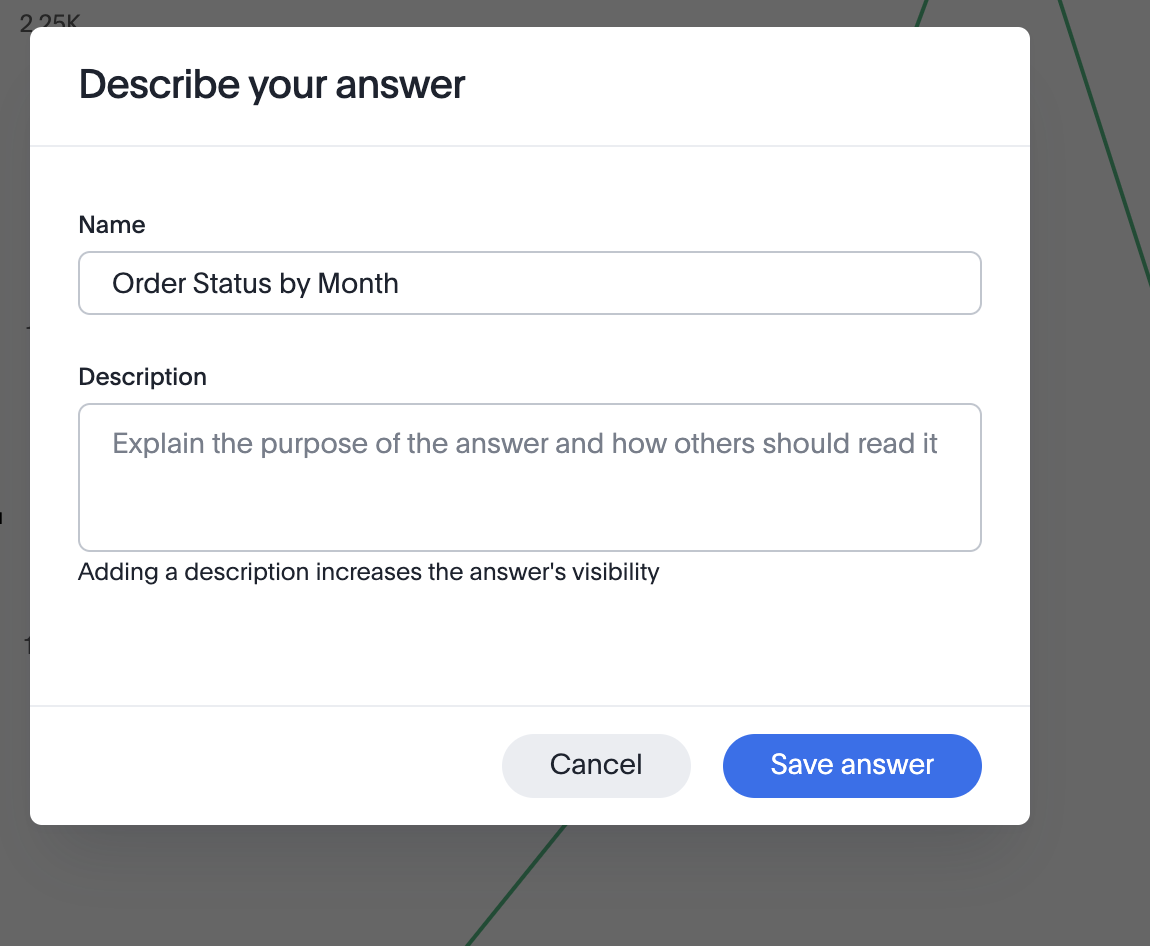 2.25K
Describe your answer
Name
Order Status by Month
Description
Explain the purpose of the answer and how others should read it
Adding a description increases the answer's visibility
Cancel
Save answer